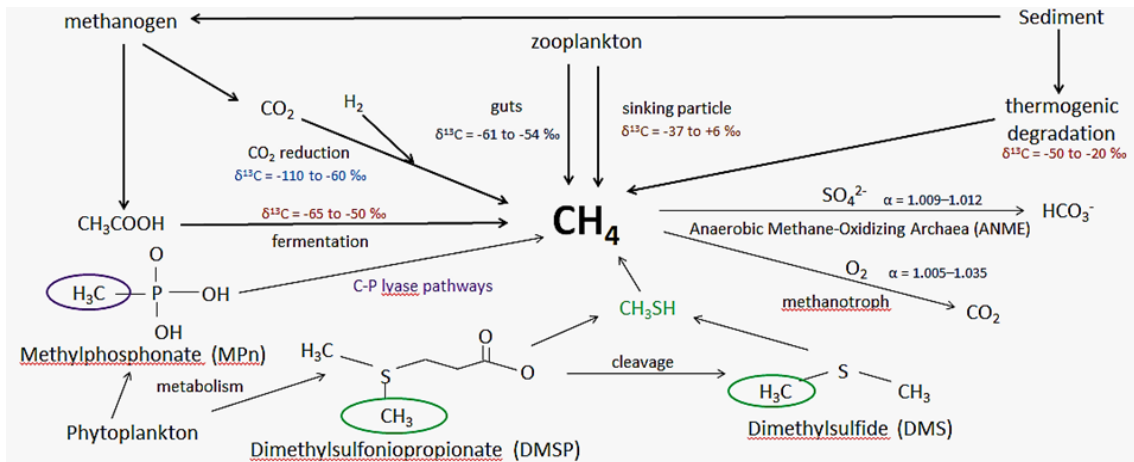 methanogen
Sediment
zooplankton
CO₂
H₂
guts
δ¹³C = -61 to -54 ‰
sinking particle
δ¹³C = -37 to +6 ‰
thermogenic
degradation
δ¹³C = -50 to -20 ‰
CO₂ reduction
δ¹³C = -110 to -60 ‰
CH₃COOH
δ¹³C = -65 to -50 ‰
fermentation
CH₄
SO₄²⁻ α = 1.009–1.012
HCO₃⁻
Anaerobic Methane-Oxidizing Archaea (ANME)
O₂ α = 1.005–1.035
methanotroph
CO₂
O
H₃C P OH
OH
C-P lyase pathways
Methylphosphonate (MPn)
CH₃SH
metabolism
Phytoplankton
H₃C
S
O
O
CH₃
Dimethylsulfoniopropionate (DMSP)
cleavage
S
H₃C
CH₃
Dimethylsulfide (DMS)